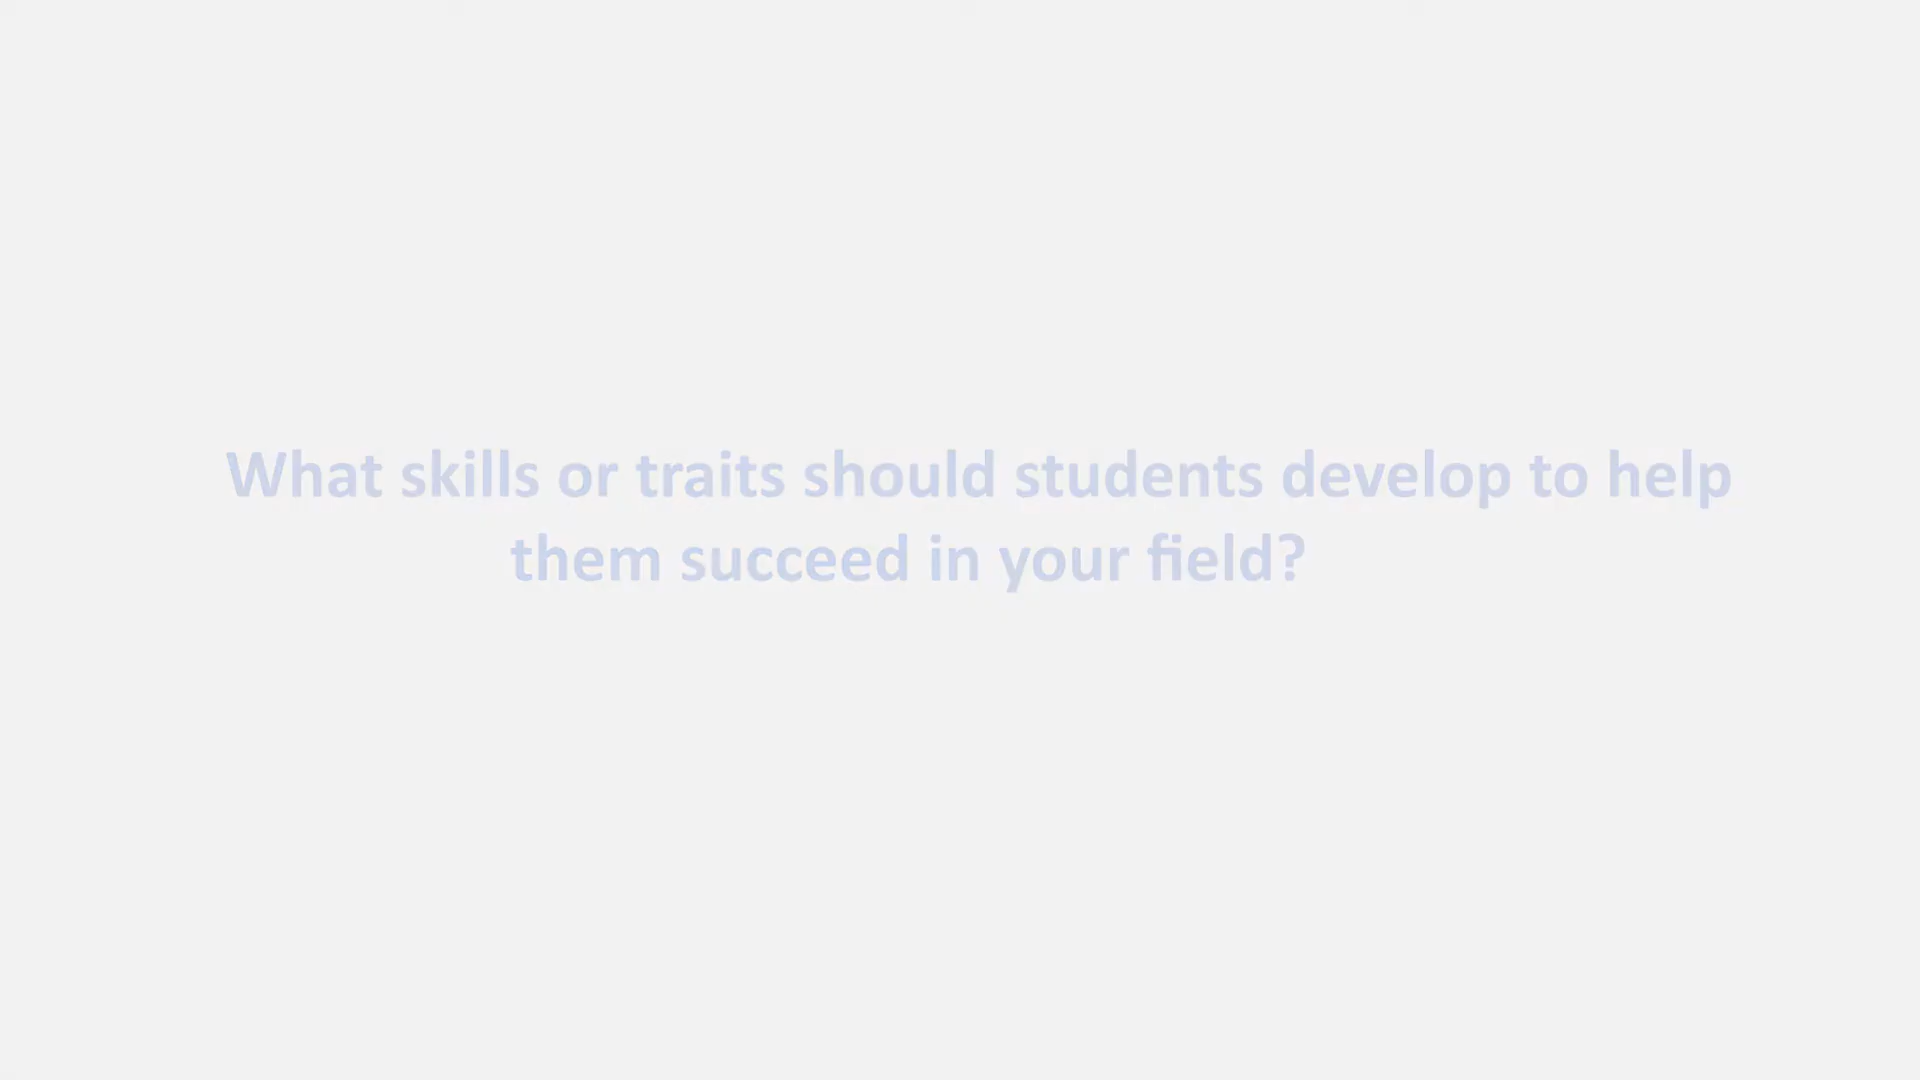 What skills or traits should students develop to help
them succeed in your field?